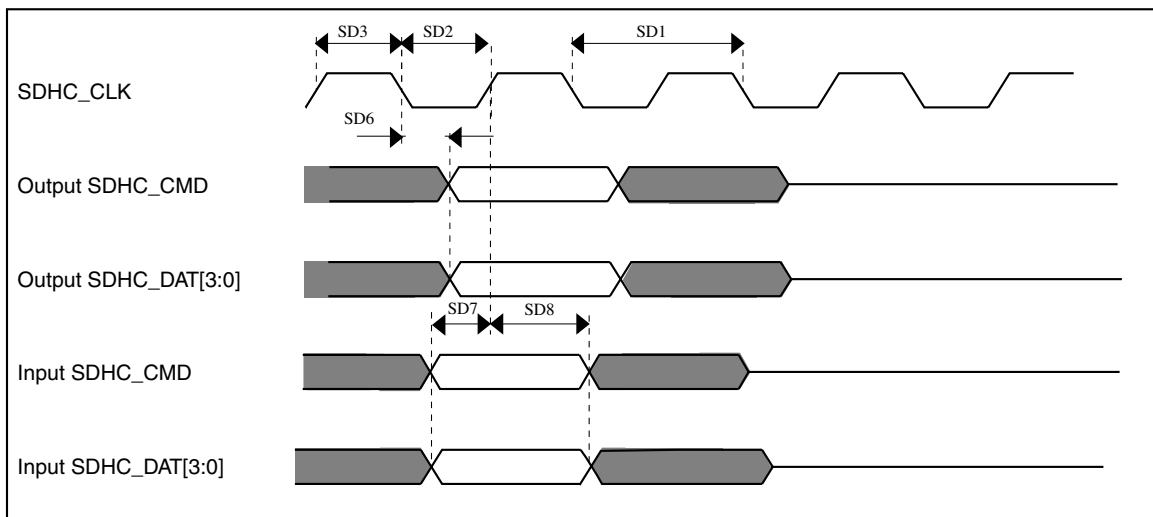 SD3
SD2
SD1
SDHC_CLK
SD6
Output SDHC_CMD
Output SDHC_DAT[3:0]
SD7
SD8
Input SDHC_CMD
Input SDHC_DAT[3:0]